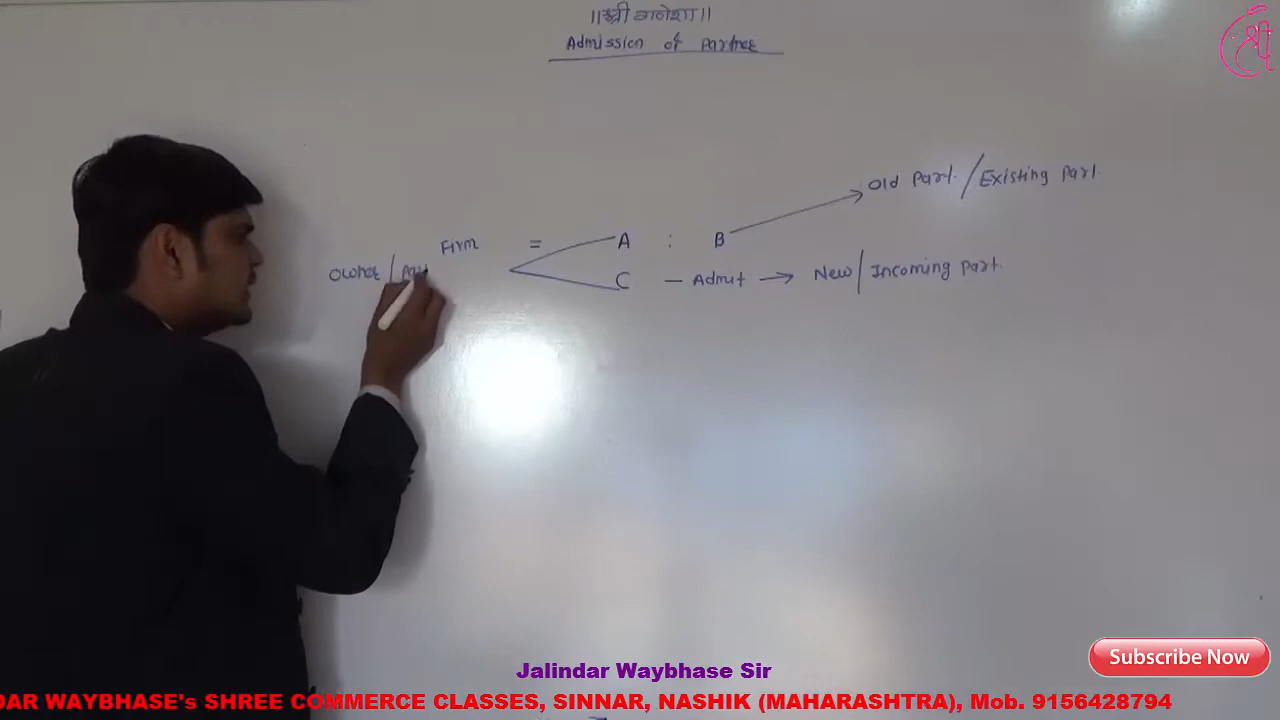 ||श्री गणेशा||
Admission of Partner
श्री
Old Part. / Existing Part.
Firm = A : B
Owner / Part
C - Admit → New / Incoming Part.
Subscribe Now
Jalindar Waybhase Sir
DAR WAYBHASE's SHREE COMMERCE CLASSES, SINNAR, NASHIK (MAHARASHTRA), Mob. 9156428794